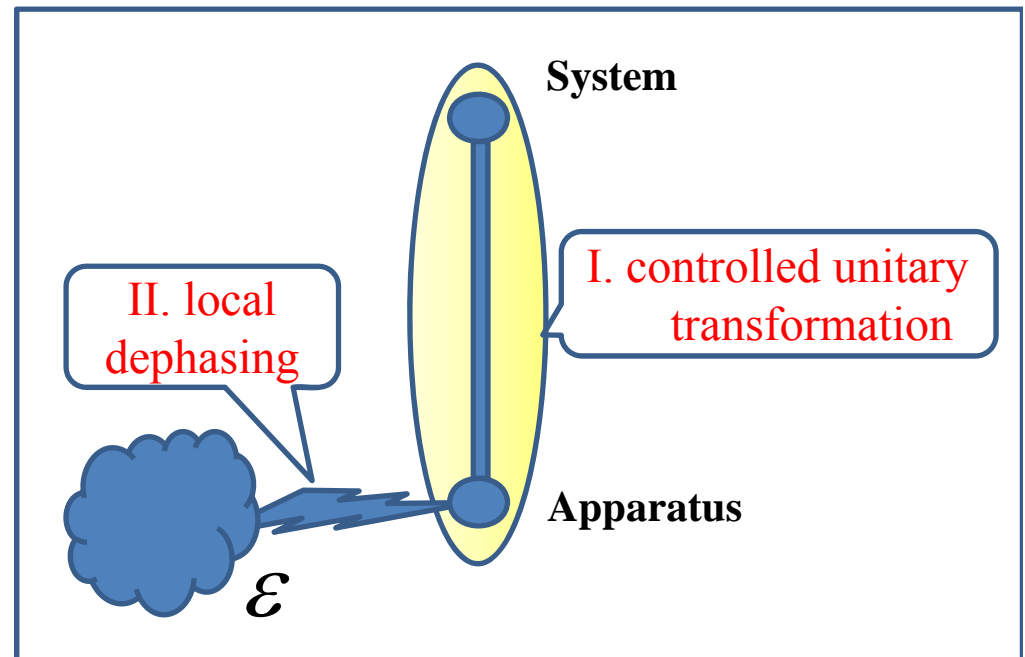 System
I. controlled unitary
transformation
II. local
dephasing
Apparatus
ε